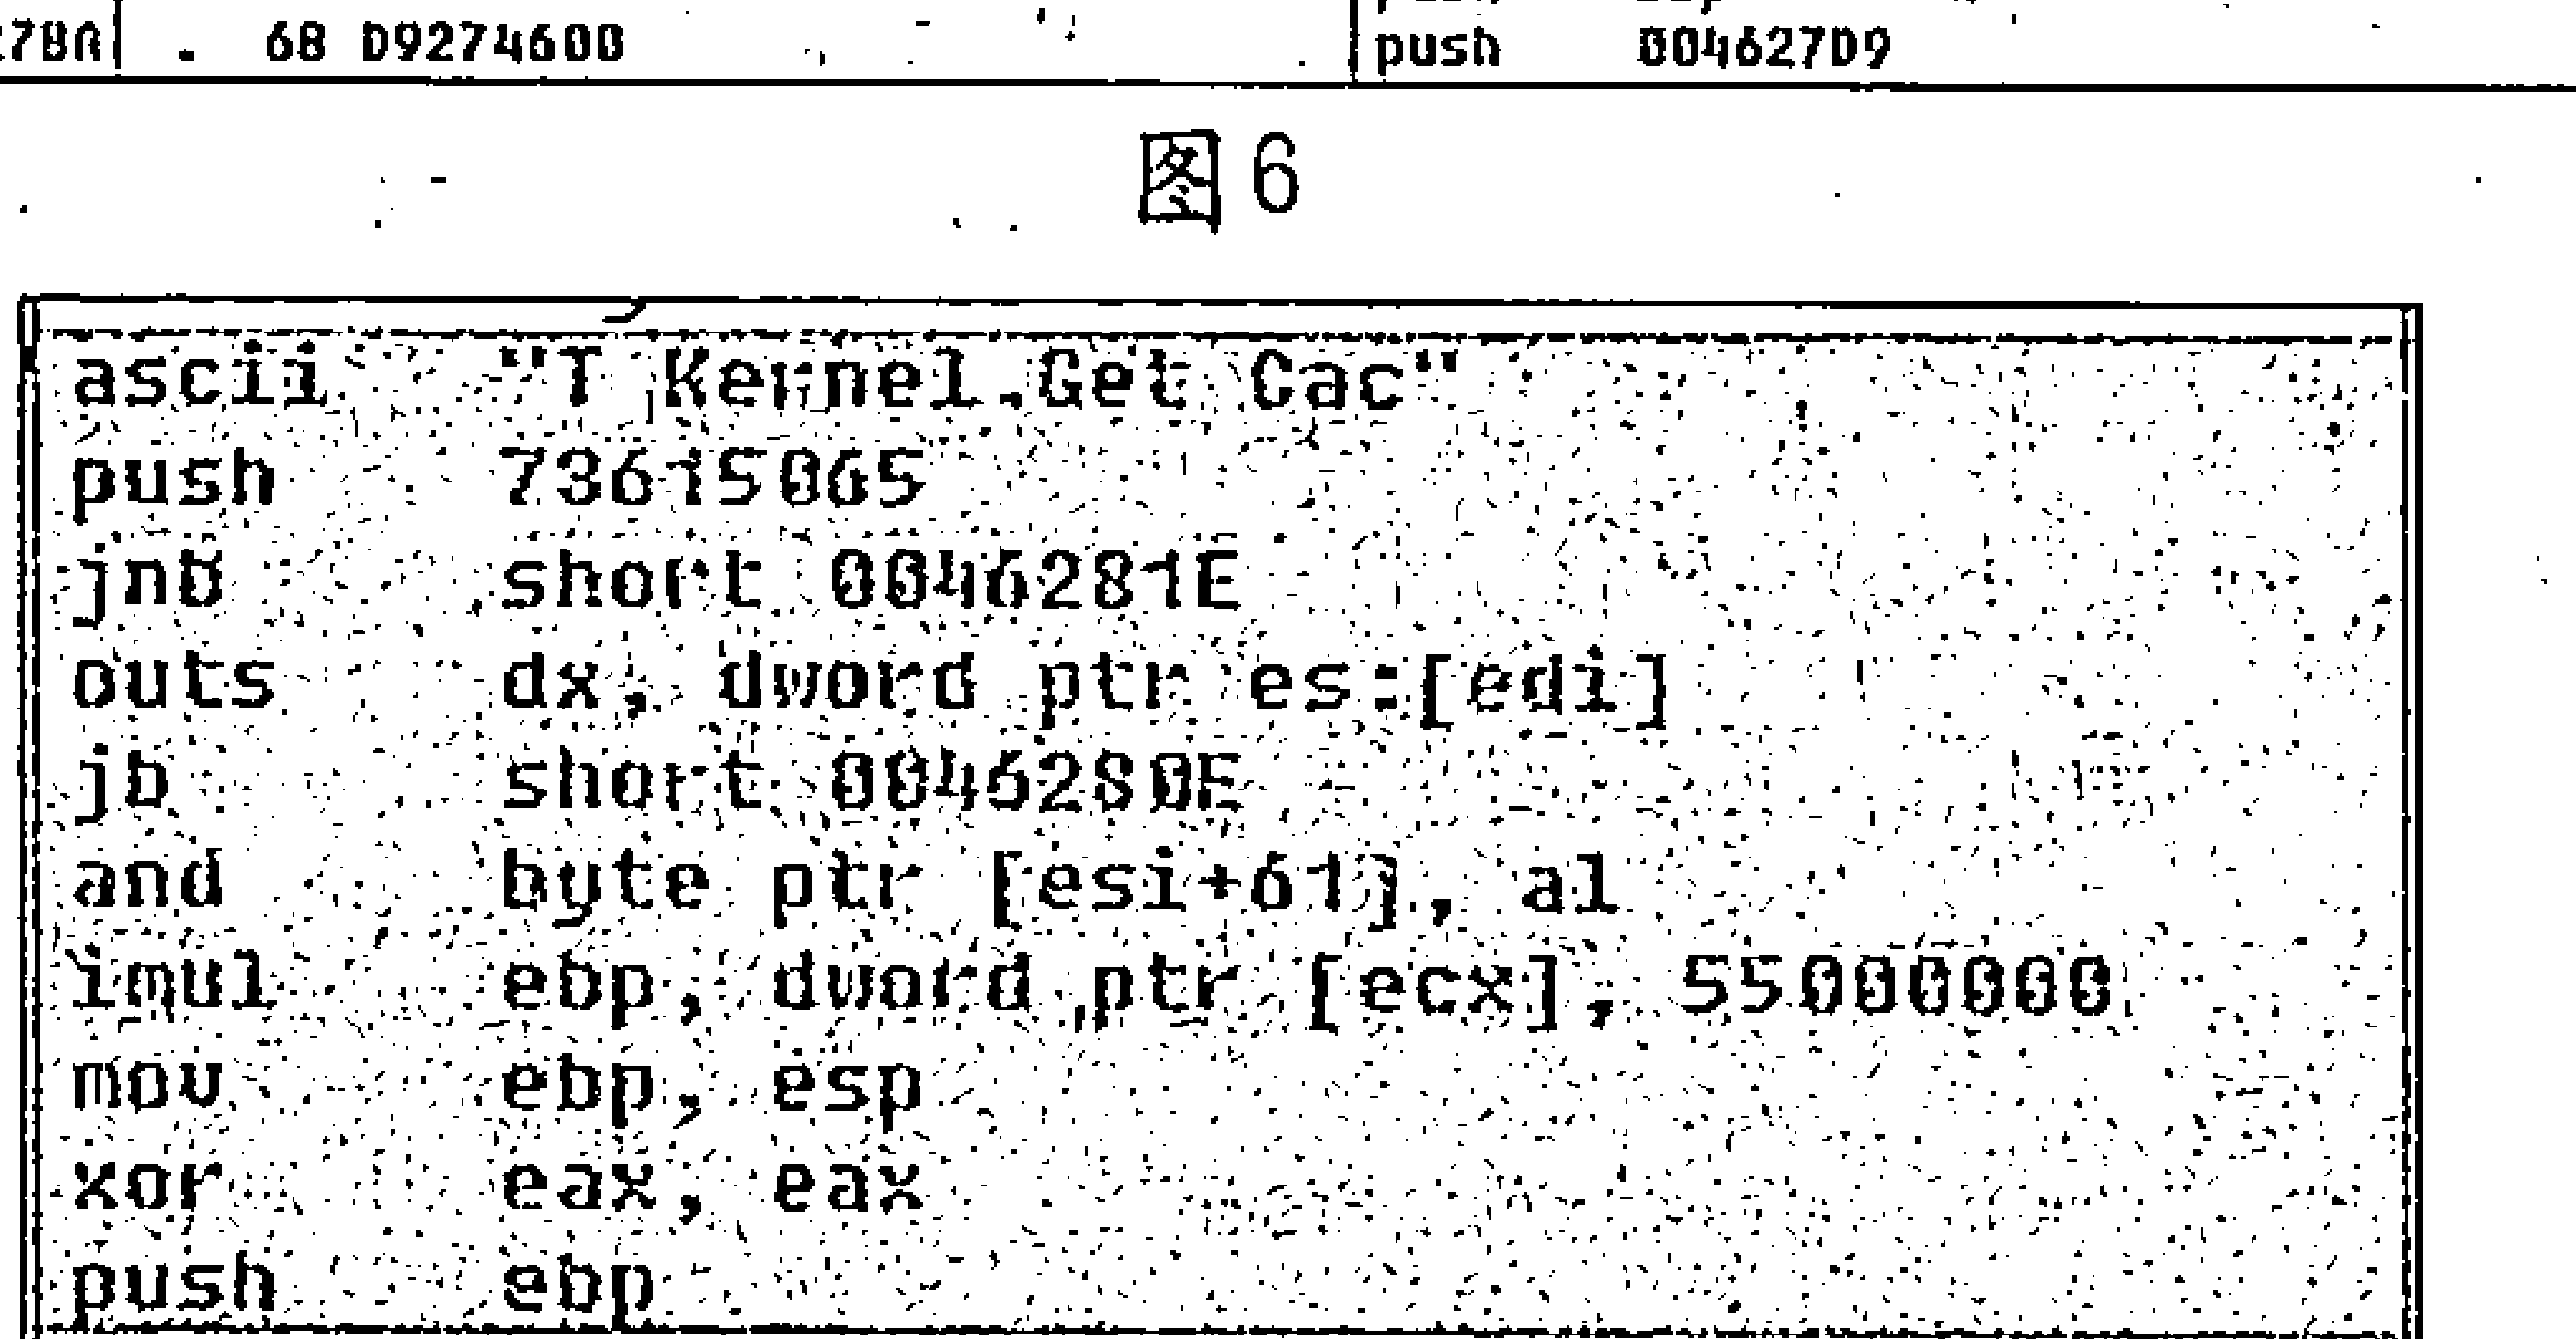 . 68 D9274600 push 004627D9
图6
ascii "T Kernel.Get Cac"
push 73615065
jnb short 0046281E
outs dx, dword ptr es:[edi]
jb short 0046280E
and byte ptr [esi+61], al
imul ebp, dword ptr [ecx], 55000000
mov ebp, esp
xor eax, eax
push ebp